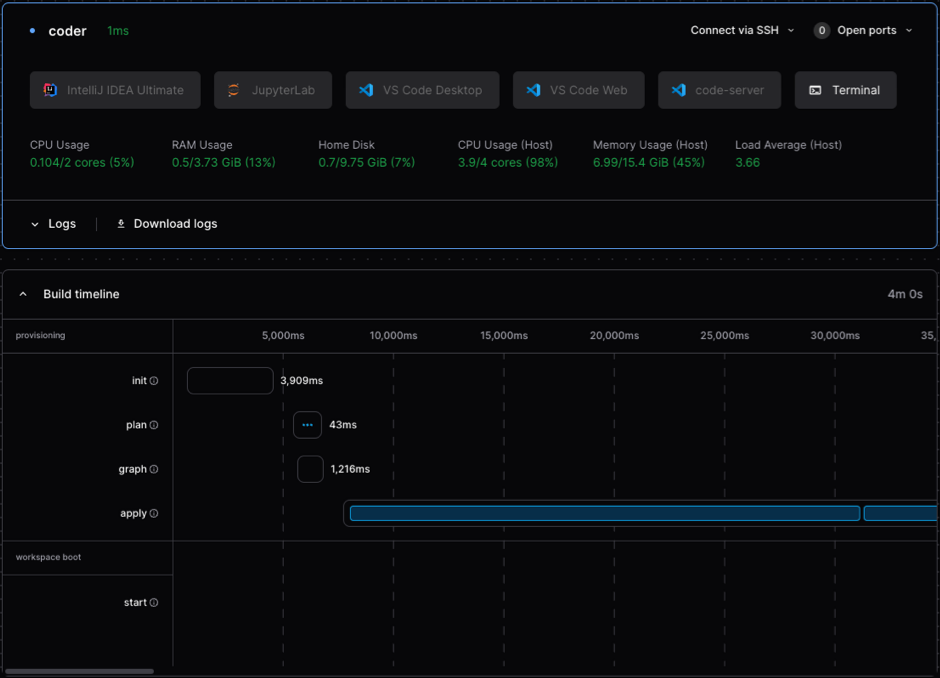 coder 1ms Connect via SSH 0 Open ports
IntelliJ IDEA Ultimate JupyterLab VS Code Desktop VS Code Web code-server Terminal
CPU Usage RAM Usage Home Disk CPU Usage (Host) Memory Usage (Host) Load Average (Host)
0.104/2 cores (5%) 0.5/3.73 GiB (13%) 0.7/9.75 GiB (7%) 3.9/4 cores (98%) 6.99/15.4 GiB (45%) 3.66
Logs Download logs
Build timeline 4m 0s
provisioning 5,000ms 10,000ms 15,000ms 20,000ms 25,000ms 30,000ms 35,
init 3,909ms
plan 43ms
graph 1,216ms
apply
workspace boot
start